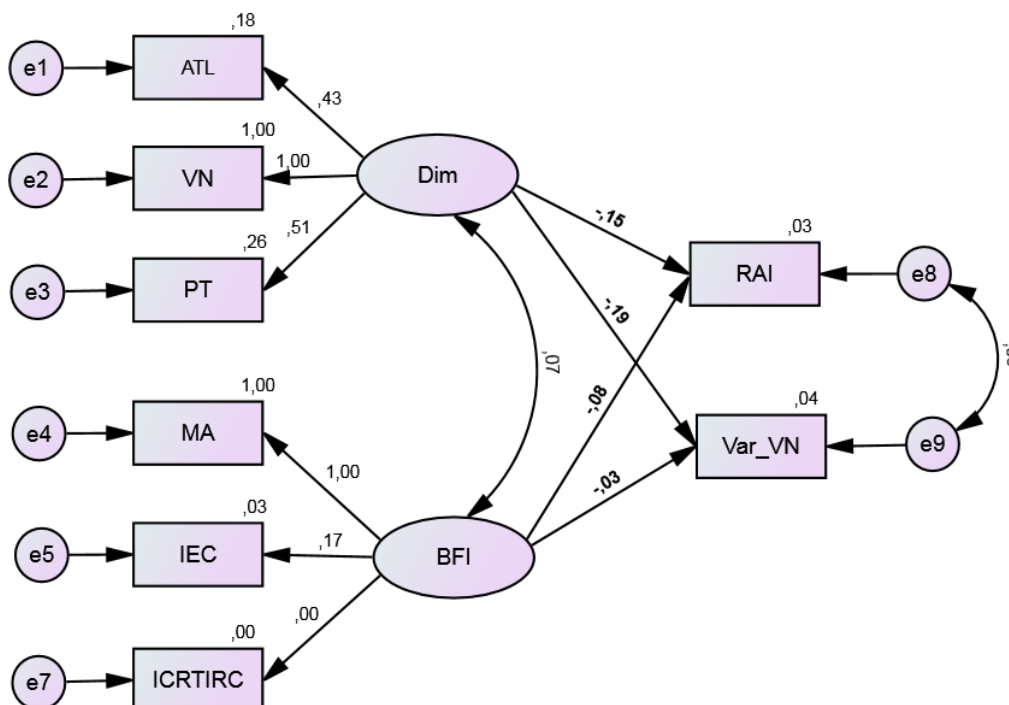 ,18
e1
ATL
,43
1,00
1,00
e2
VN
Dim
,51
,26
-,15
,03
e3
PT
RAI
e8
-,19
,07
1,00
-,08
,04
e4
MA
Var_VN
e9
1,00
-,03
,03
,17
e5
IEC
BFI
,00
,00
e7
ICRTIRC